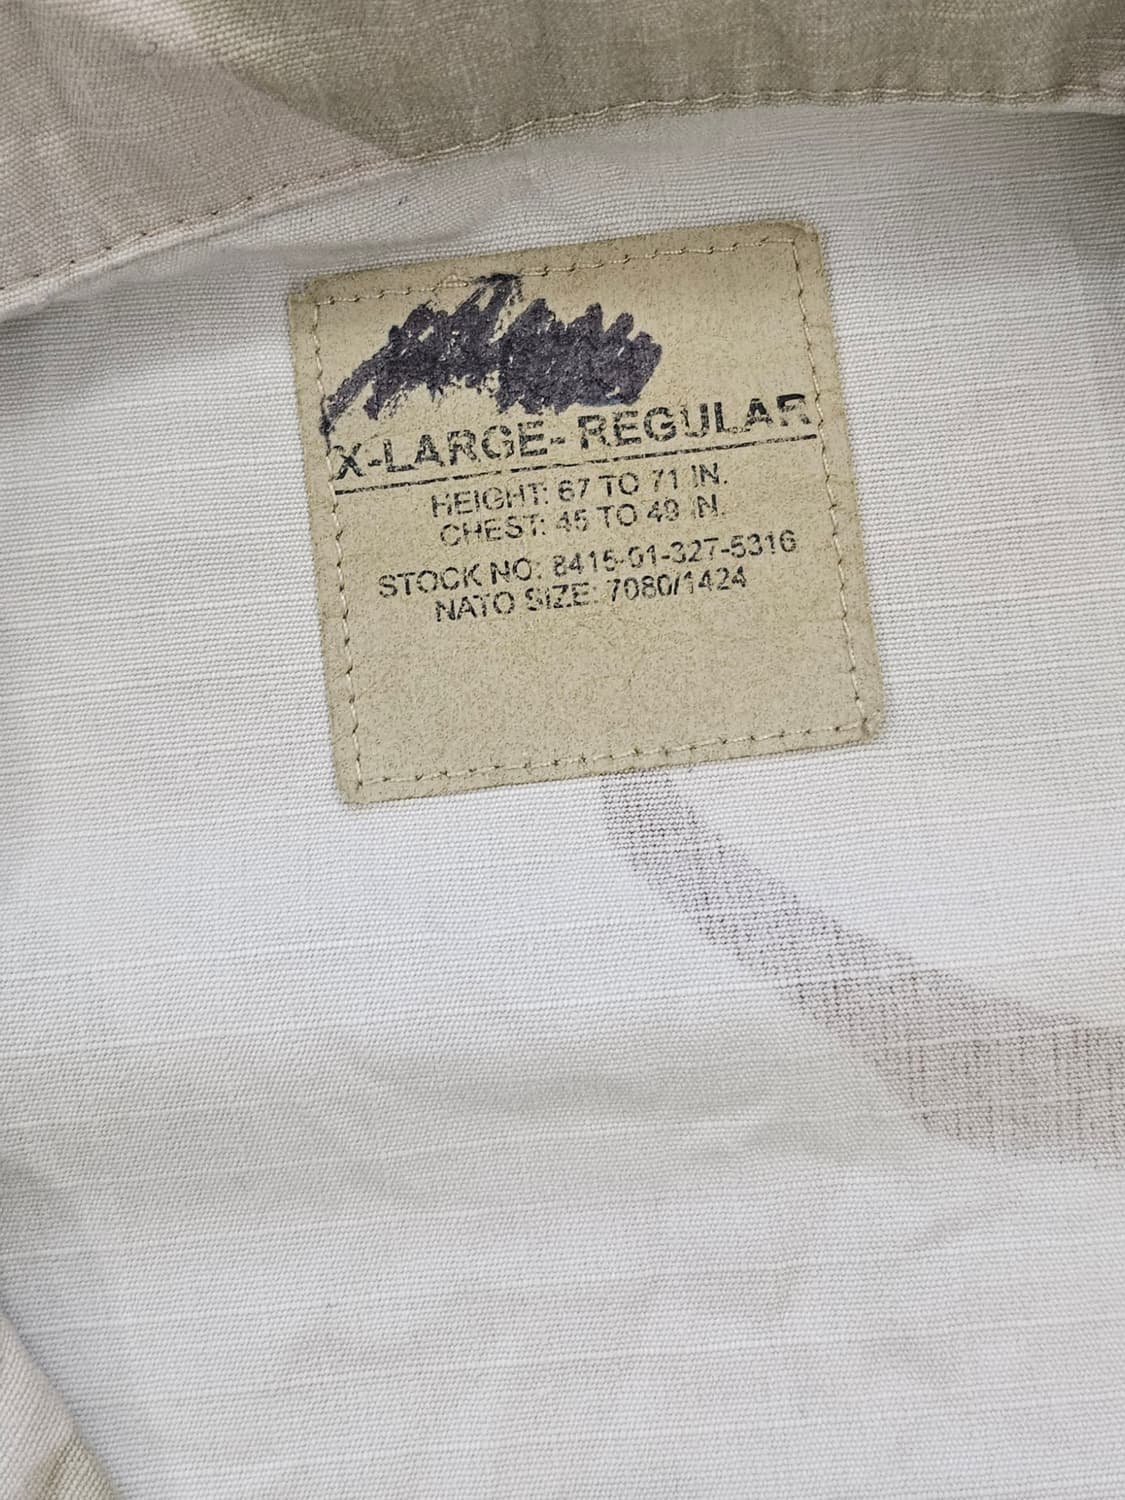 X-LARGE- REGULAR
HEIGHT: 67 TO 71 IN.
CHEST: 45 TO 49 IN.
STOCK NO: 8415-01-327-5316
NATO SIZE: 7080/1424